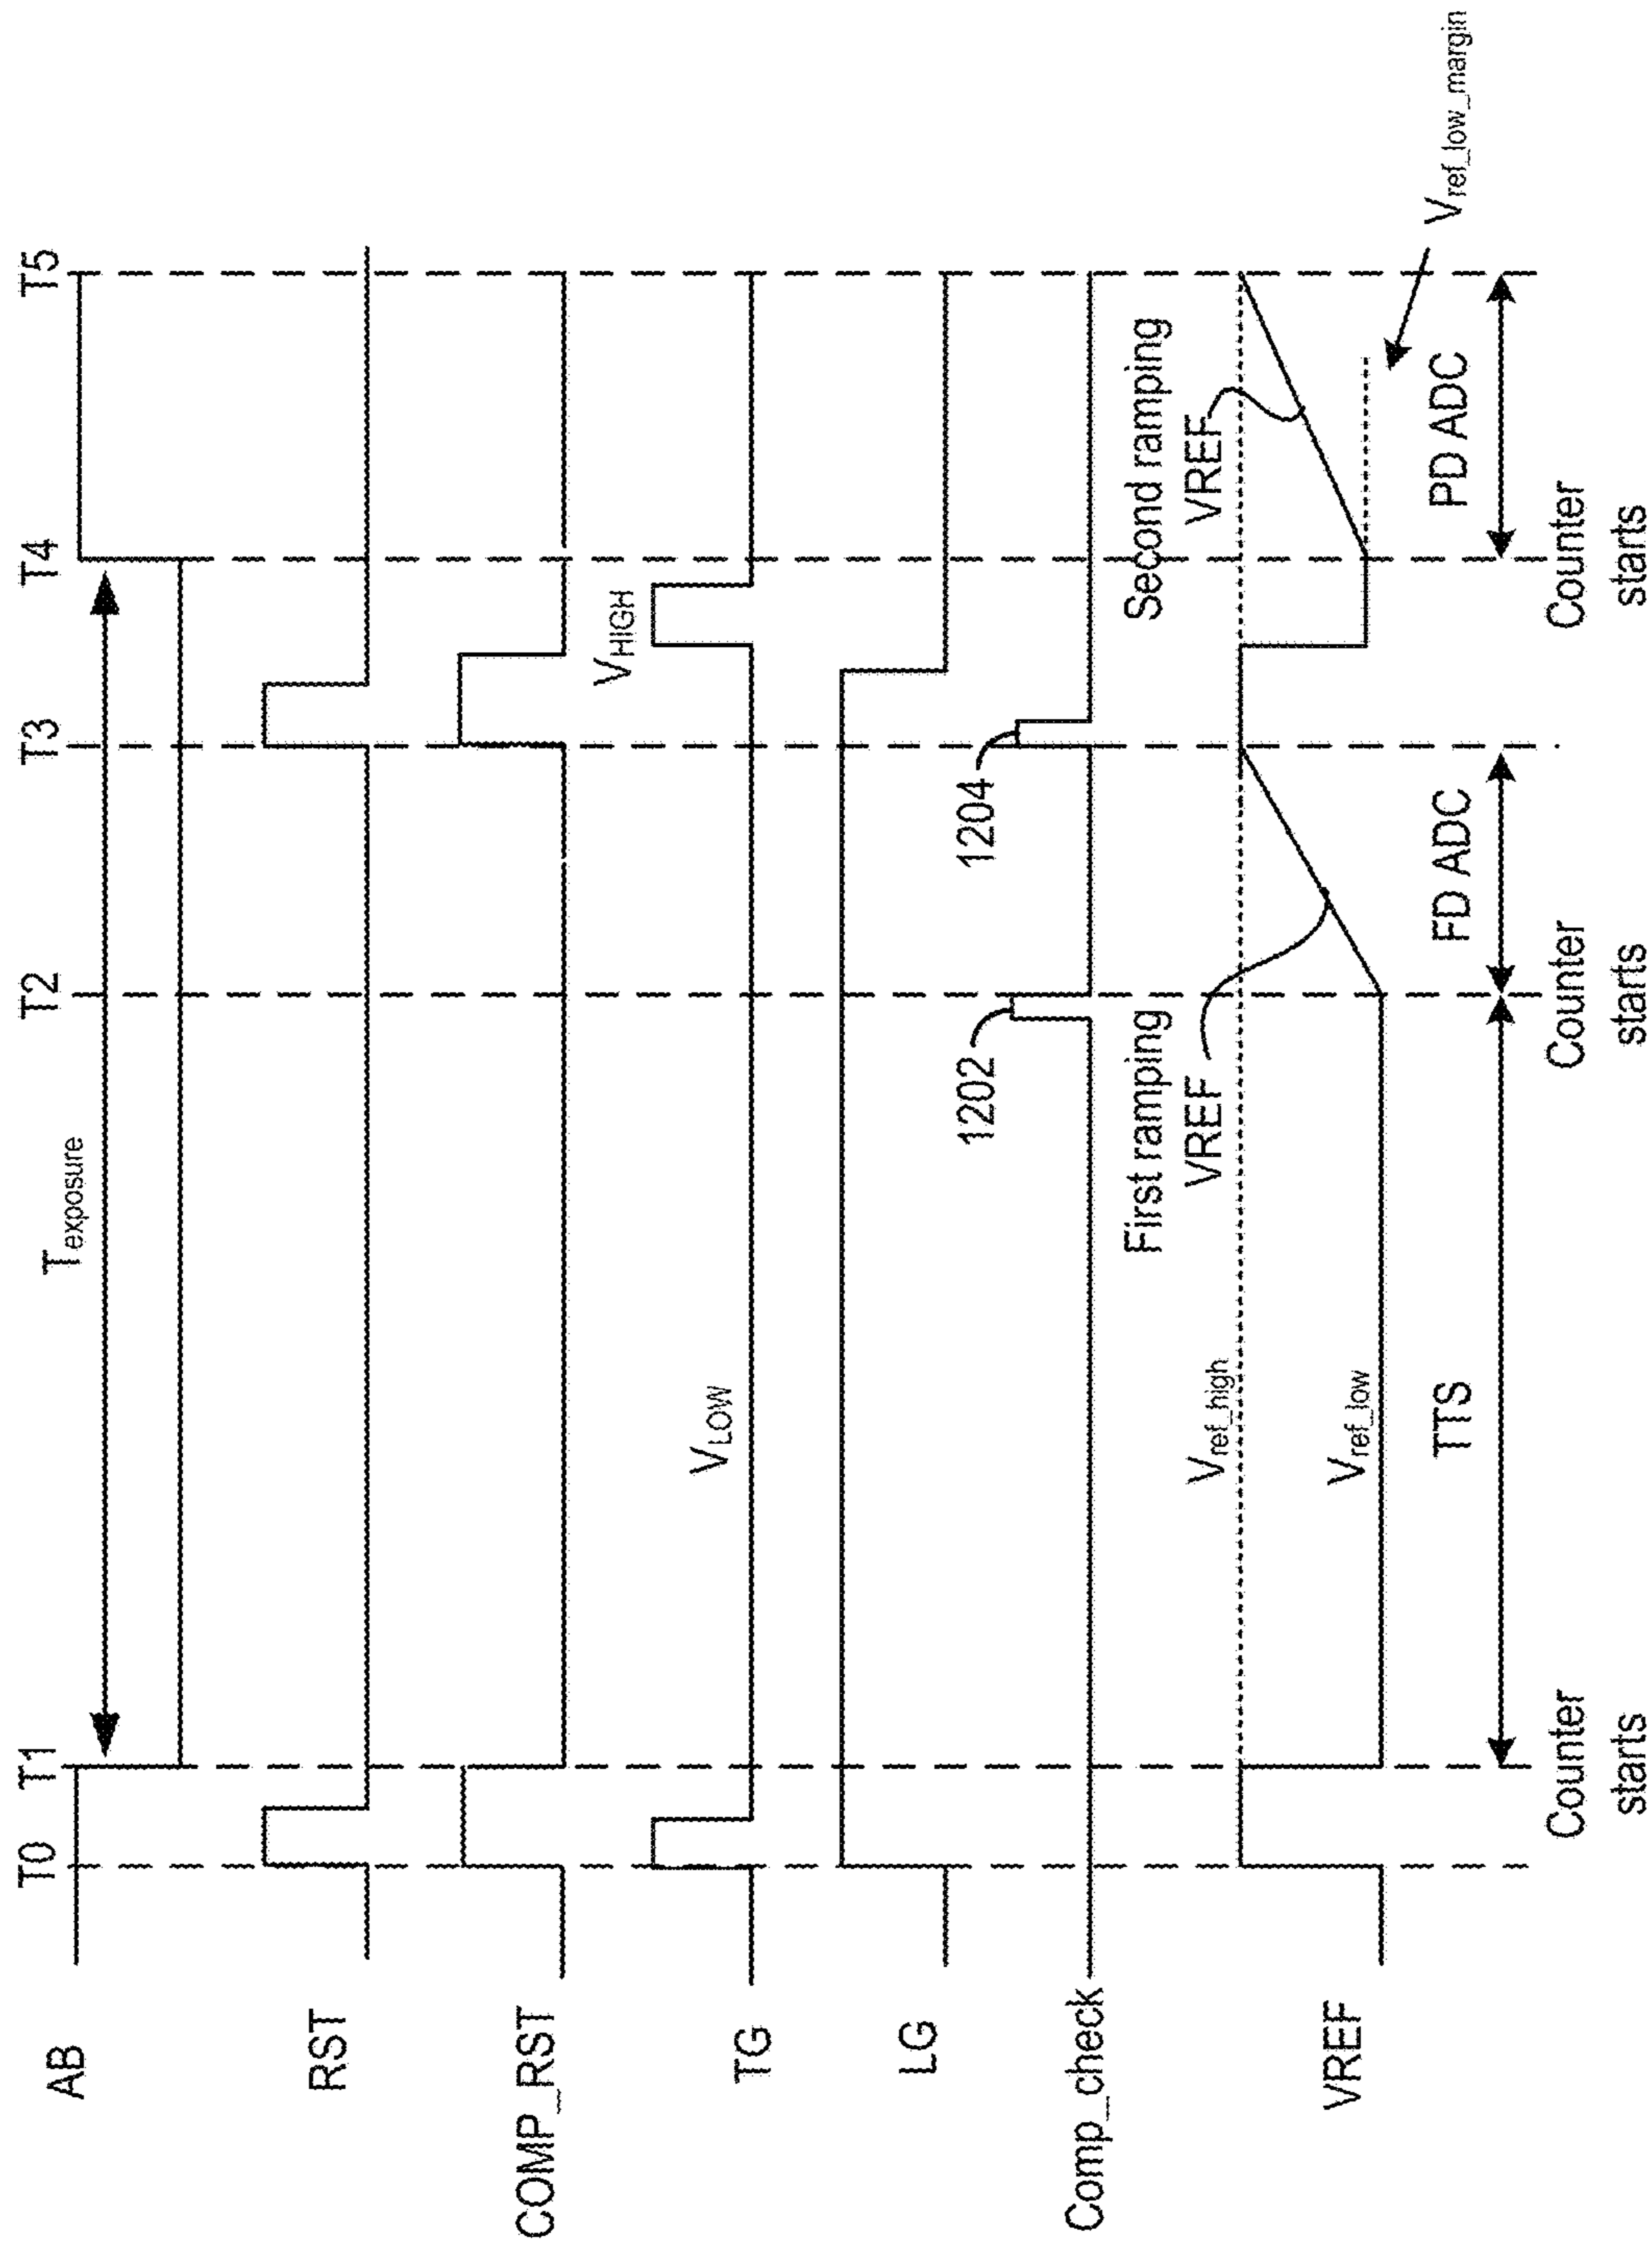 T0
T1
T2
T3
T4
T5
Texposure
AB
RST
COMP_RST
VHIGH
TG
VLOW
LG
Comp_check
1202
1204
First ramping
VREF
Second ramping
VREF
VREF
Vref_high
Vref_low
Vref_low_margin
TTS
FD ADC
PD ADC
Counter
starts
Counter
starts
Counter
starts